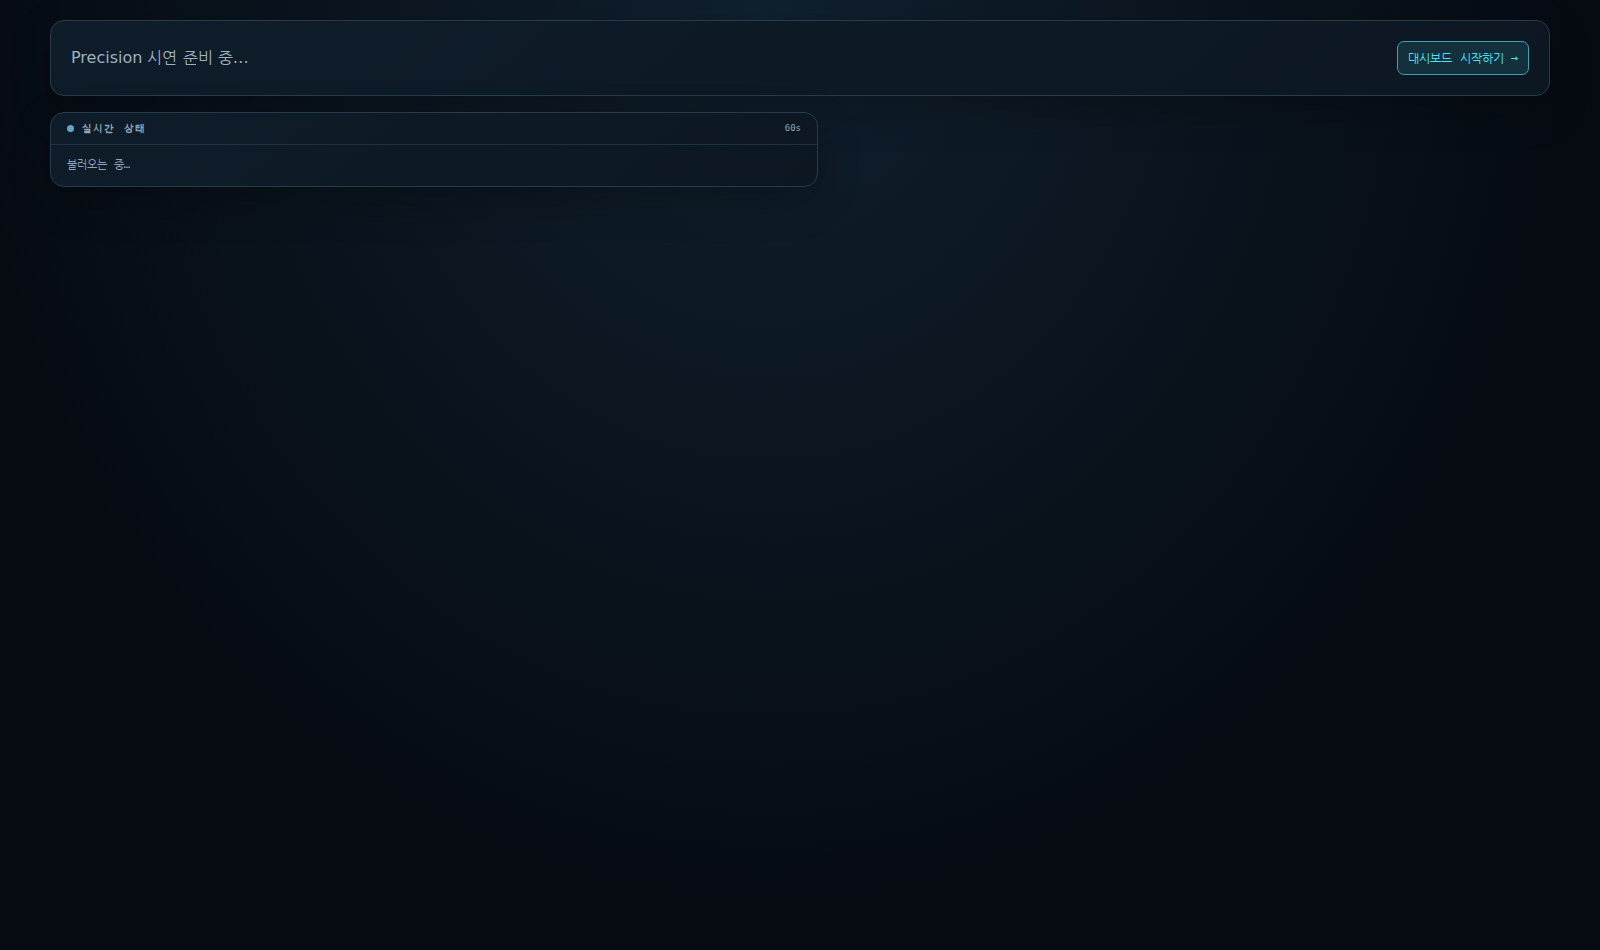 Precision 시연 준비 중…
대시보드 시작하기 →
실시간 상태
60s
불러오는 중…